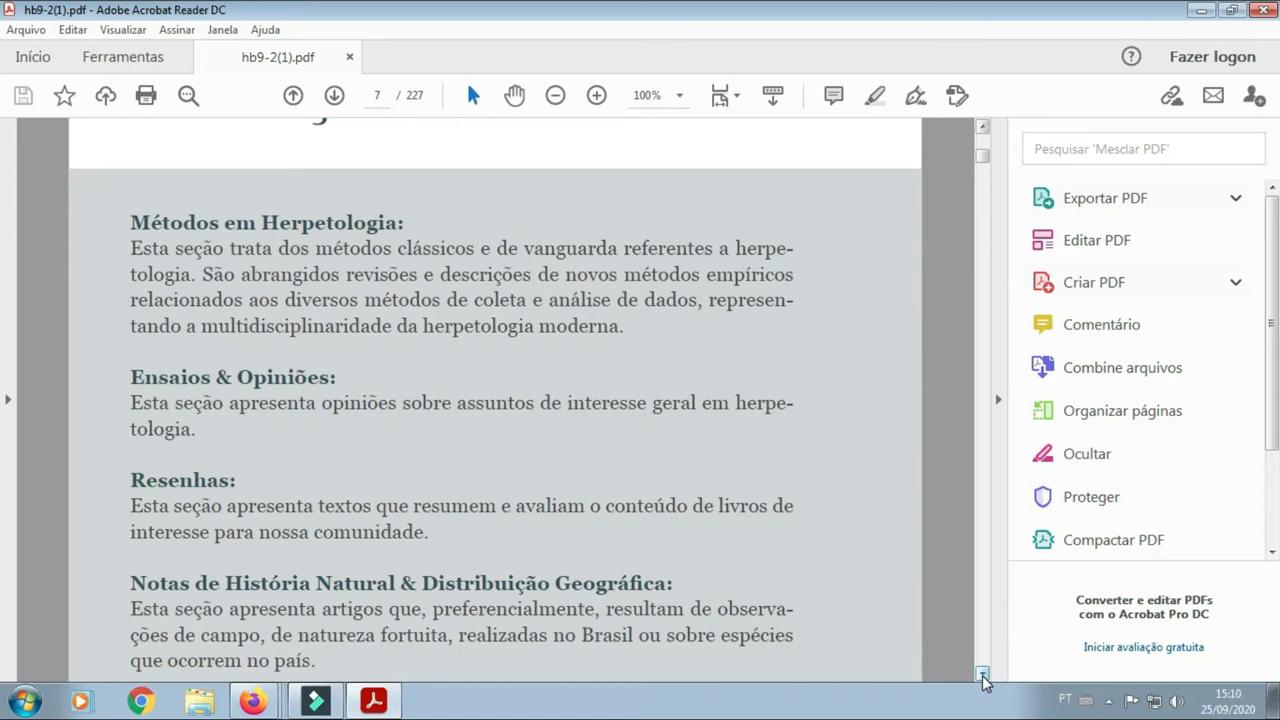 hb9-2(1).pdf - Adobe Acrobat Reader DC
Arquivo Editar Visualizar Assinar Janela Ajuda
Início Ferramentas hb9-2(1).pdf × ? Fazer logon
7 / 227 100%
Métodos em Herpetologia:
Esta seção trata dos métodos clássicos e de vanguarda referentes a herpe-
tologia. São abrangidos revisões e descrições de novos métodos empíricos
relacionados aos diversos métodos de coleta e análise de dados, represen-
tando a multidisciplinaridade da herpetologia moderna.
Ensaios & Opiniões:
Esta seção apresenta opiniões sobre assuntos de interesse geral em herpe-
tologia.
Resenhas:
Esta seção apresenta textos que resumem e avaliam o conteúdo de livros de
interesse para nossa comunidade.
Notas de História Natural & Distribuição Geográfica:
Esta seção apresenta artigos que, preferencialmente, resultam de observa-
ções de campo, de natureza fortuita, realizadas no Brasil ou sobre espécies
que ocorrem no país.
Pesquisar 'Mesclar PDF'
Exportar PDF
Editar PDF
Criar PDF
Comentário
Combine arquivos
Organizar páginas
Ocultar
Proteger
Compactar PDF
Converter e editar PDFs
com o Acrobat Pro DC
Iniciar avaliação gratuita
PT 15:10
25/09/2020